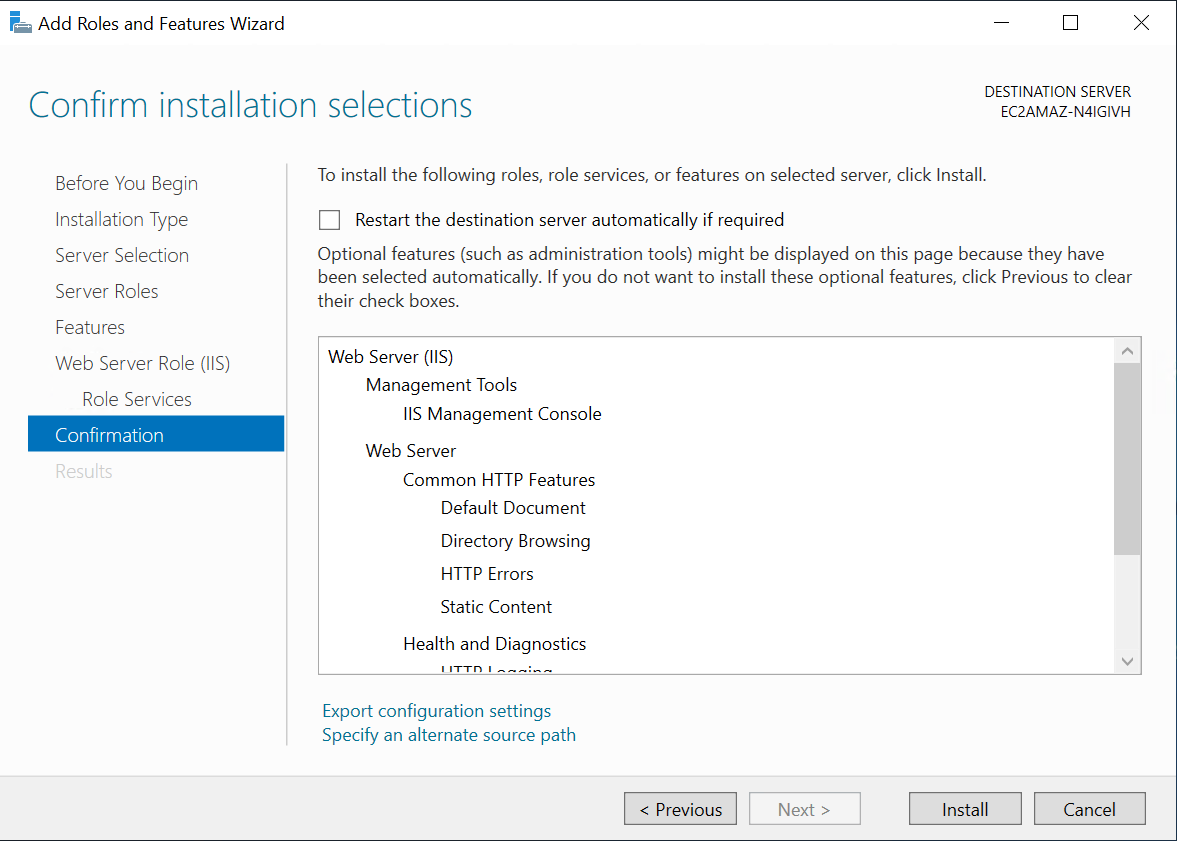 Add Roles and Features Wizard
Confirm installation selections
DESTINATION SERVER
EC2AMAZ-N4IGIVH
Before You Begin
Installation Type
Server Selection
Server Roles
Features
Web Server Role (IIS)
Role Services
Confirmation
Results
To install the following roles, role services, or features on selected server, click Install.
Restart the destination server automatically if required
Optional features (such as administration tools) might be displayed on this page because they have
been selected automatically. If you do not want to install these optional features, click Previous to clear
their check boxes.
Web Server (IIS)
Management Tools
IIS Management Console
Web Server
Common HTTP Features
Default Document
Directory Browsing
HTTP Errors
Static Content
Health and Diagnostics
HTTP Logging
Export configuration settings
Specify an alternate source path
< Previous
Next >
Install
Cancel